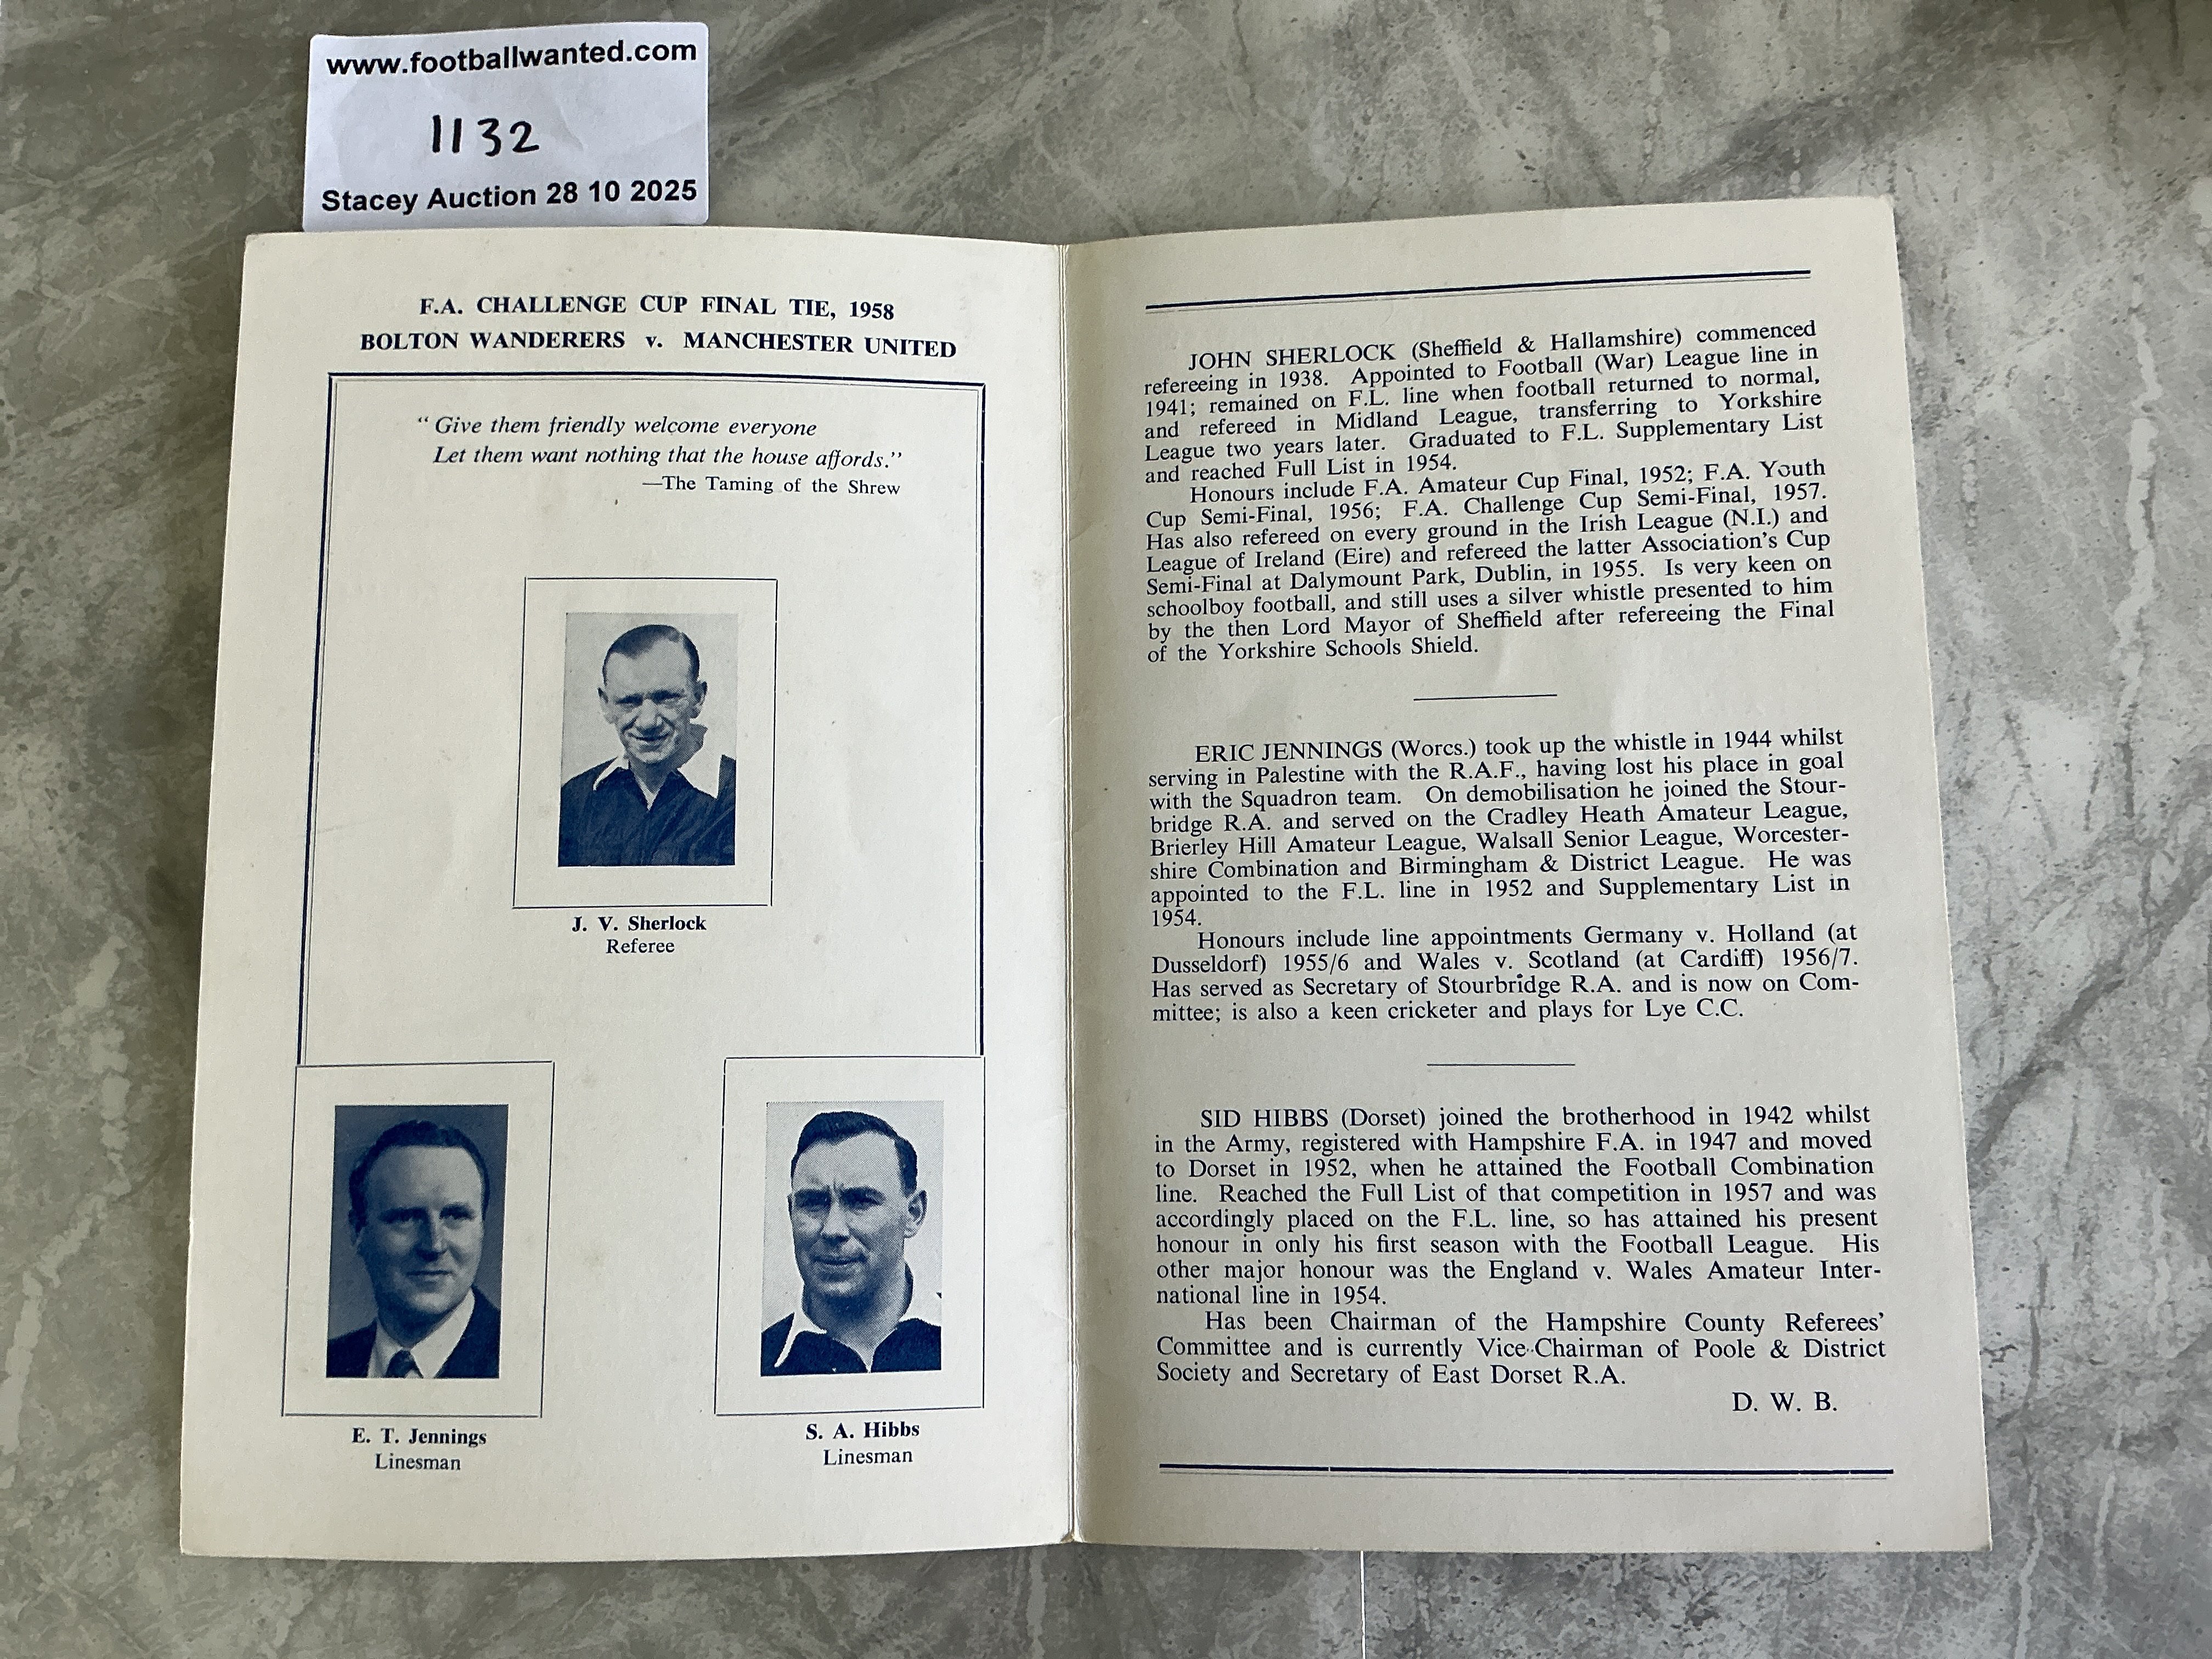 www.footballwanted.com
1132
Stacey Auction 28 10 2025
F.A. CHALLENGE CUP FINAL TIE, 1958
BOLTON WANDERERS v. MANCHESTER UNITED
" Give them friendly welcome everyone
Let them want nothing that the house affords."
—The Taming of the Shrew
J. V. Sherlock
Referee
E. T. Jennings
Linesman
S. A. Hibbs
Linesman
JOHN SHERLOCK (Sheffield & Hallamshire) commenced
refereeing in 1938. Appointed to Football (War) League line in
1941; remained on F.L. line when football returned to normal,
and refereed in Midland League, transferring to Yorkshire
League two years later. Graduated to F.L. Supplementary List
and reached Full List in 1954.
Honours include F.A. Amateur Cup Final, 1952; F.A. Youth
Cup Semi-Final, 1956; F.A. Challenge Cup Semi-Final, 1957.
Has also refereed on every ground in the Irish League (N.I.) and
League of Ireland (Eire) and refereed the latter Association's Cup
Semi-Final at Dalymount Park, Dublin, in 1955. Is very keen on
schoolboy football, and still uses a silver whistle presented to him
by the then Lord Mayor of Sheffield after refereeing the Final
of the Yorkshire Schools Shield.
ERIC JENNINGS (Worcs.) took up the whistle in 1944 whilst
serving in Palestine with the R.A.F., having lost his place in goal
with the Squadron team. On demobilisation he joined the Stour-
bridge R.A. and served on the Cradley Heath Amateur League,
Brierley Hill Amateur League, Walsall Senior League, Worcester-
shire Combination and Birmingham & District League. He was
appointed to the F.L. line in 1952 and Supplementary List in
1954.
Honours include line appointments Germany v. Holland (at
Dusseldorf) 1955/6 and Wales v. Scotland (at Cardiff) 1956/7.
Has served as Secretary of Stourbridge R.A. and is now on Com-
mittee; is also a keen cricketer and plays for Lye C.C.
SID HIBBS (Dorset) joined the brotherhood in 1942 whilst
in the Army, registered with Hampshire F.A. in 1947 and moved
to Dorset in 1952, when he attained the Football Combination
line. Reached the Full List of that competition in 1957 and was
accordingly placed on the F.L. line, so has attained his present
honour in only his first season with the Football League. His
other major honour was the England v. Wales Amateur Inter-
national line in 1954.
Has been Chairman of the Hampshire County Referees'
Committee and is currently Vice-Chairman of Poole & District
Society and Secretary of East Dorset R.A.
D. W. B.